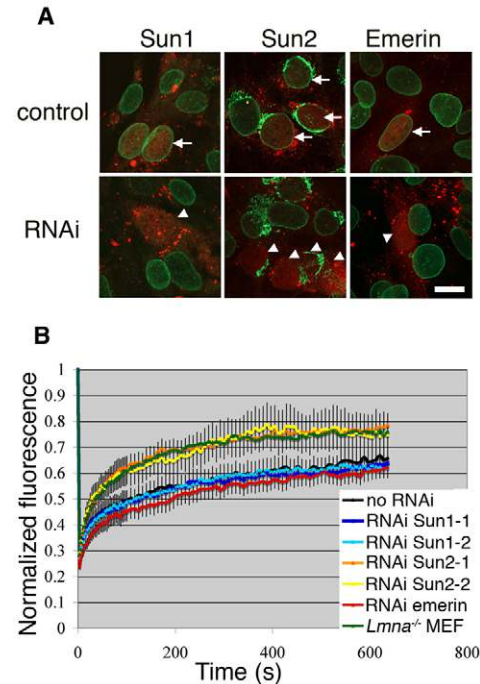 A
Sun1 Sun2 Emerin
control
RNAi
B
Normalized fluorescence
1
0.9
0.8
0.7
0.6
0.5
0.4
0.3
0.2
0.1
0
no RNAi
RNAi Sun1-1
RNAi Sun1-2
RNAi Sun2-1
RNAi Sun2-2
RNAi emerin
Lmna-/- MEF
0 200 400 600 800
Time (s)